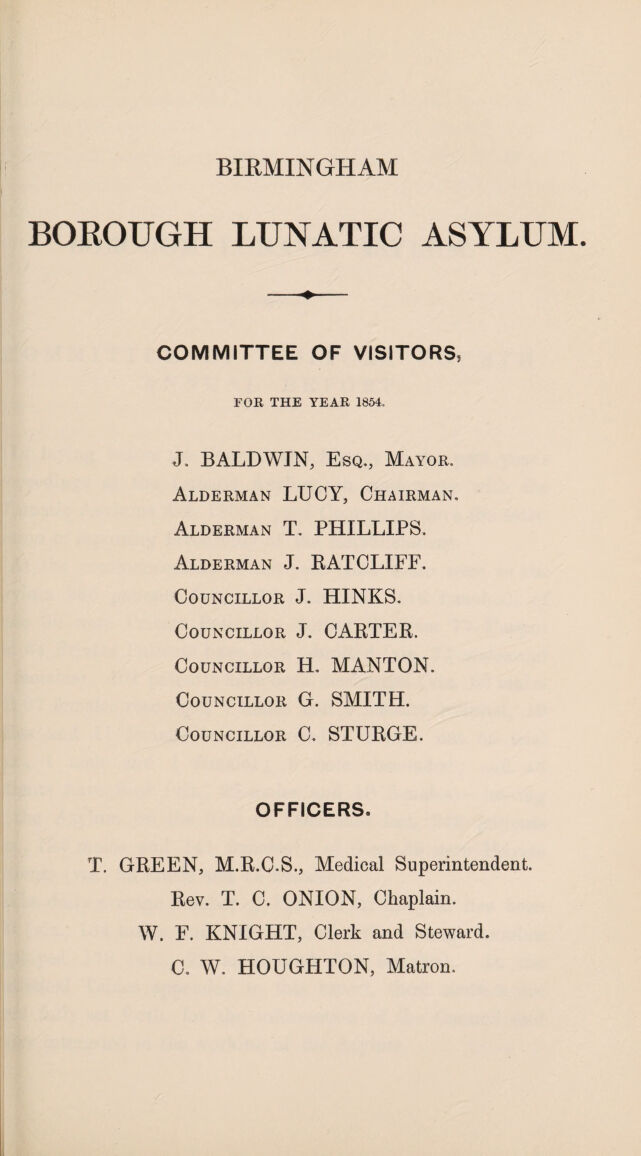 BIRMINGHAM
BOROUGH LUNATIC ASYLUM.
COMMITTEE OF VISITORS,
FOR THE YEAR 1854.
J. BALDWIN, Esq., Mayor.
Alderman LUCY, Chairman.
Alderman T. PHILLIPS.
Alderman J. RATCLIFF.
Councillor J. HINKS.
Councillor J. CARTER.
Councillor H. MANTON.
Councillor G. SMITH.
Councillor C. STURGE.
OFFICERS.
T. GREEN, M.R.C.S., Medical Superintendent.
Rev. T. C. ONION, Chaplain.
W. F. KNIGHT, Clerk and Steward.
C. W. HOUGHTON, Matron.